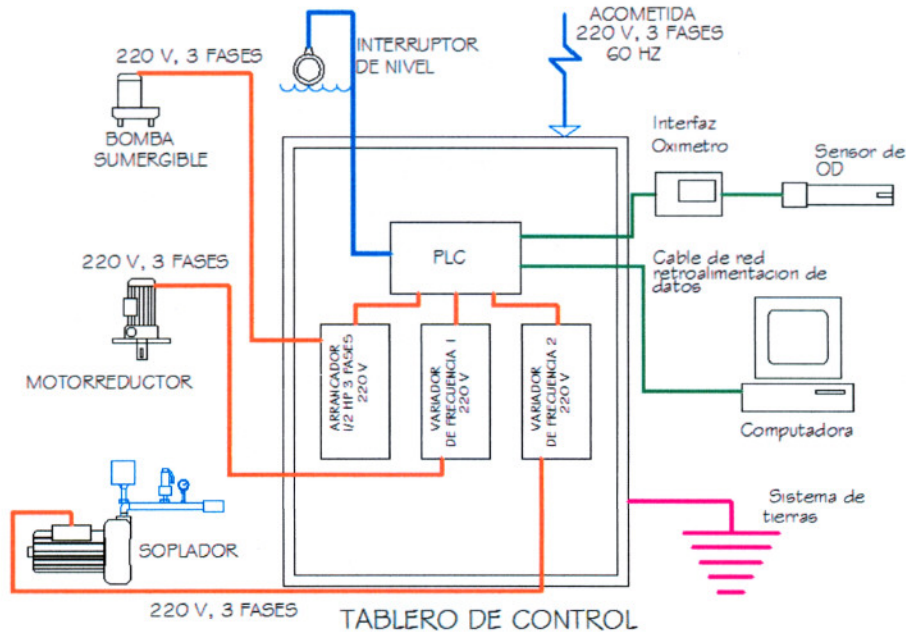 220 V, 3 FASES
BOMBA
SUMERGIBLE
INTERRUPTOR
DE NIVEL
ACOMETIDA
220 V, 3 FASES
60 HZ
Interfaz
Oximetro
Sensor de
OD
PLC
Cable de red
retroalimentacion de
datos
Computadora
220 V, 3 FASES
MOTORREDUCTOR
ARRANCADOR
1/2 HP 3 FASES
220 V
VARIADOR
DE FRECUENCIA 1
220 V
VARIADOR
DE FRECUENCIA 2
220 V
Sistema de
tierras
SOPLADOR
220 V, 3 FASES
TABLERO DE CONTROL